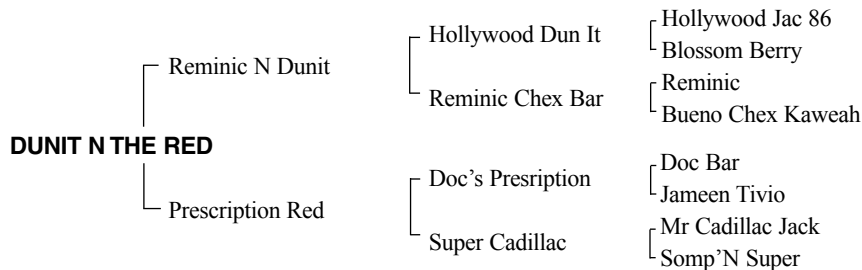 Hollywood Jac 86
Hollywood Dun It
Blossom Berry
Reminic N Dunit
Reminic
Reminic Chex Bar
Bueno Chex Kaweah
DUNIT N THE RED
Doc Bar
Doc’s Presription
Jameen Tivio
Prescription Red
Mr Cadillac Jack
Super Cadillac
Somp’N Super